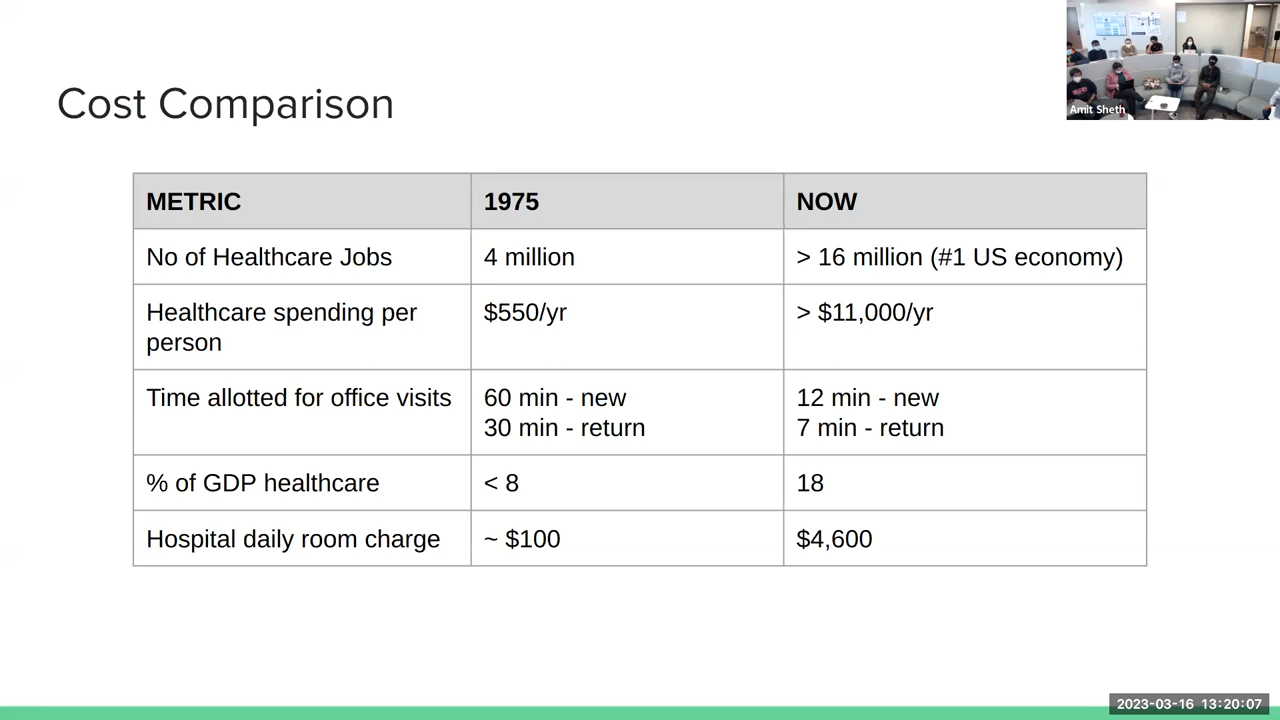 Cost Comparison
Amit Sheth
METRIC 1975 NOW
No of Healthcare Jobs 4 million > 16 million (#1 US economy)
Healthcare spending per $550/yr > $11,000/yr
person
Time allotted for office visits 60 min - new 12 min - new
30 min - return 7 min - return
% of GDP healthcare < 8 18
Hospital daily room charge ~ $100 $4,600
2023-03-16 13:20:07